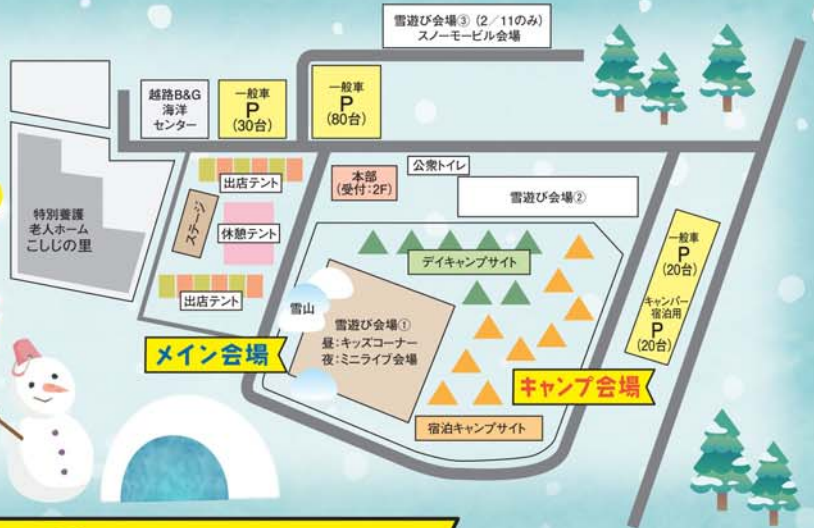 雪遊び会場③ (2/11のみ)
スノーモービル会場
越路B&G
海洋
センター
一般車
P
(30台)
一般車
P
(80台)
本部
(受付:2F)
公衆トイレ
雪遊び会場②
出店テント
ステージ
休憩テント
出店テント
特別養護
老人ホーム
こしじの里
デイキャンプサイト
一般車
P
(20台)
キャンパー
宿泊用
P
(20台)
雪山
雪遊び会場①
昼:キッズコーナー
夜:ミニライブ会場
メイン会場
キャンプ会場
宿泊キャンプサイト